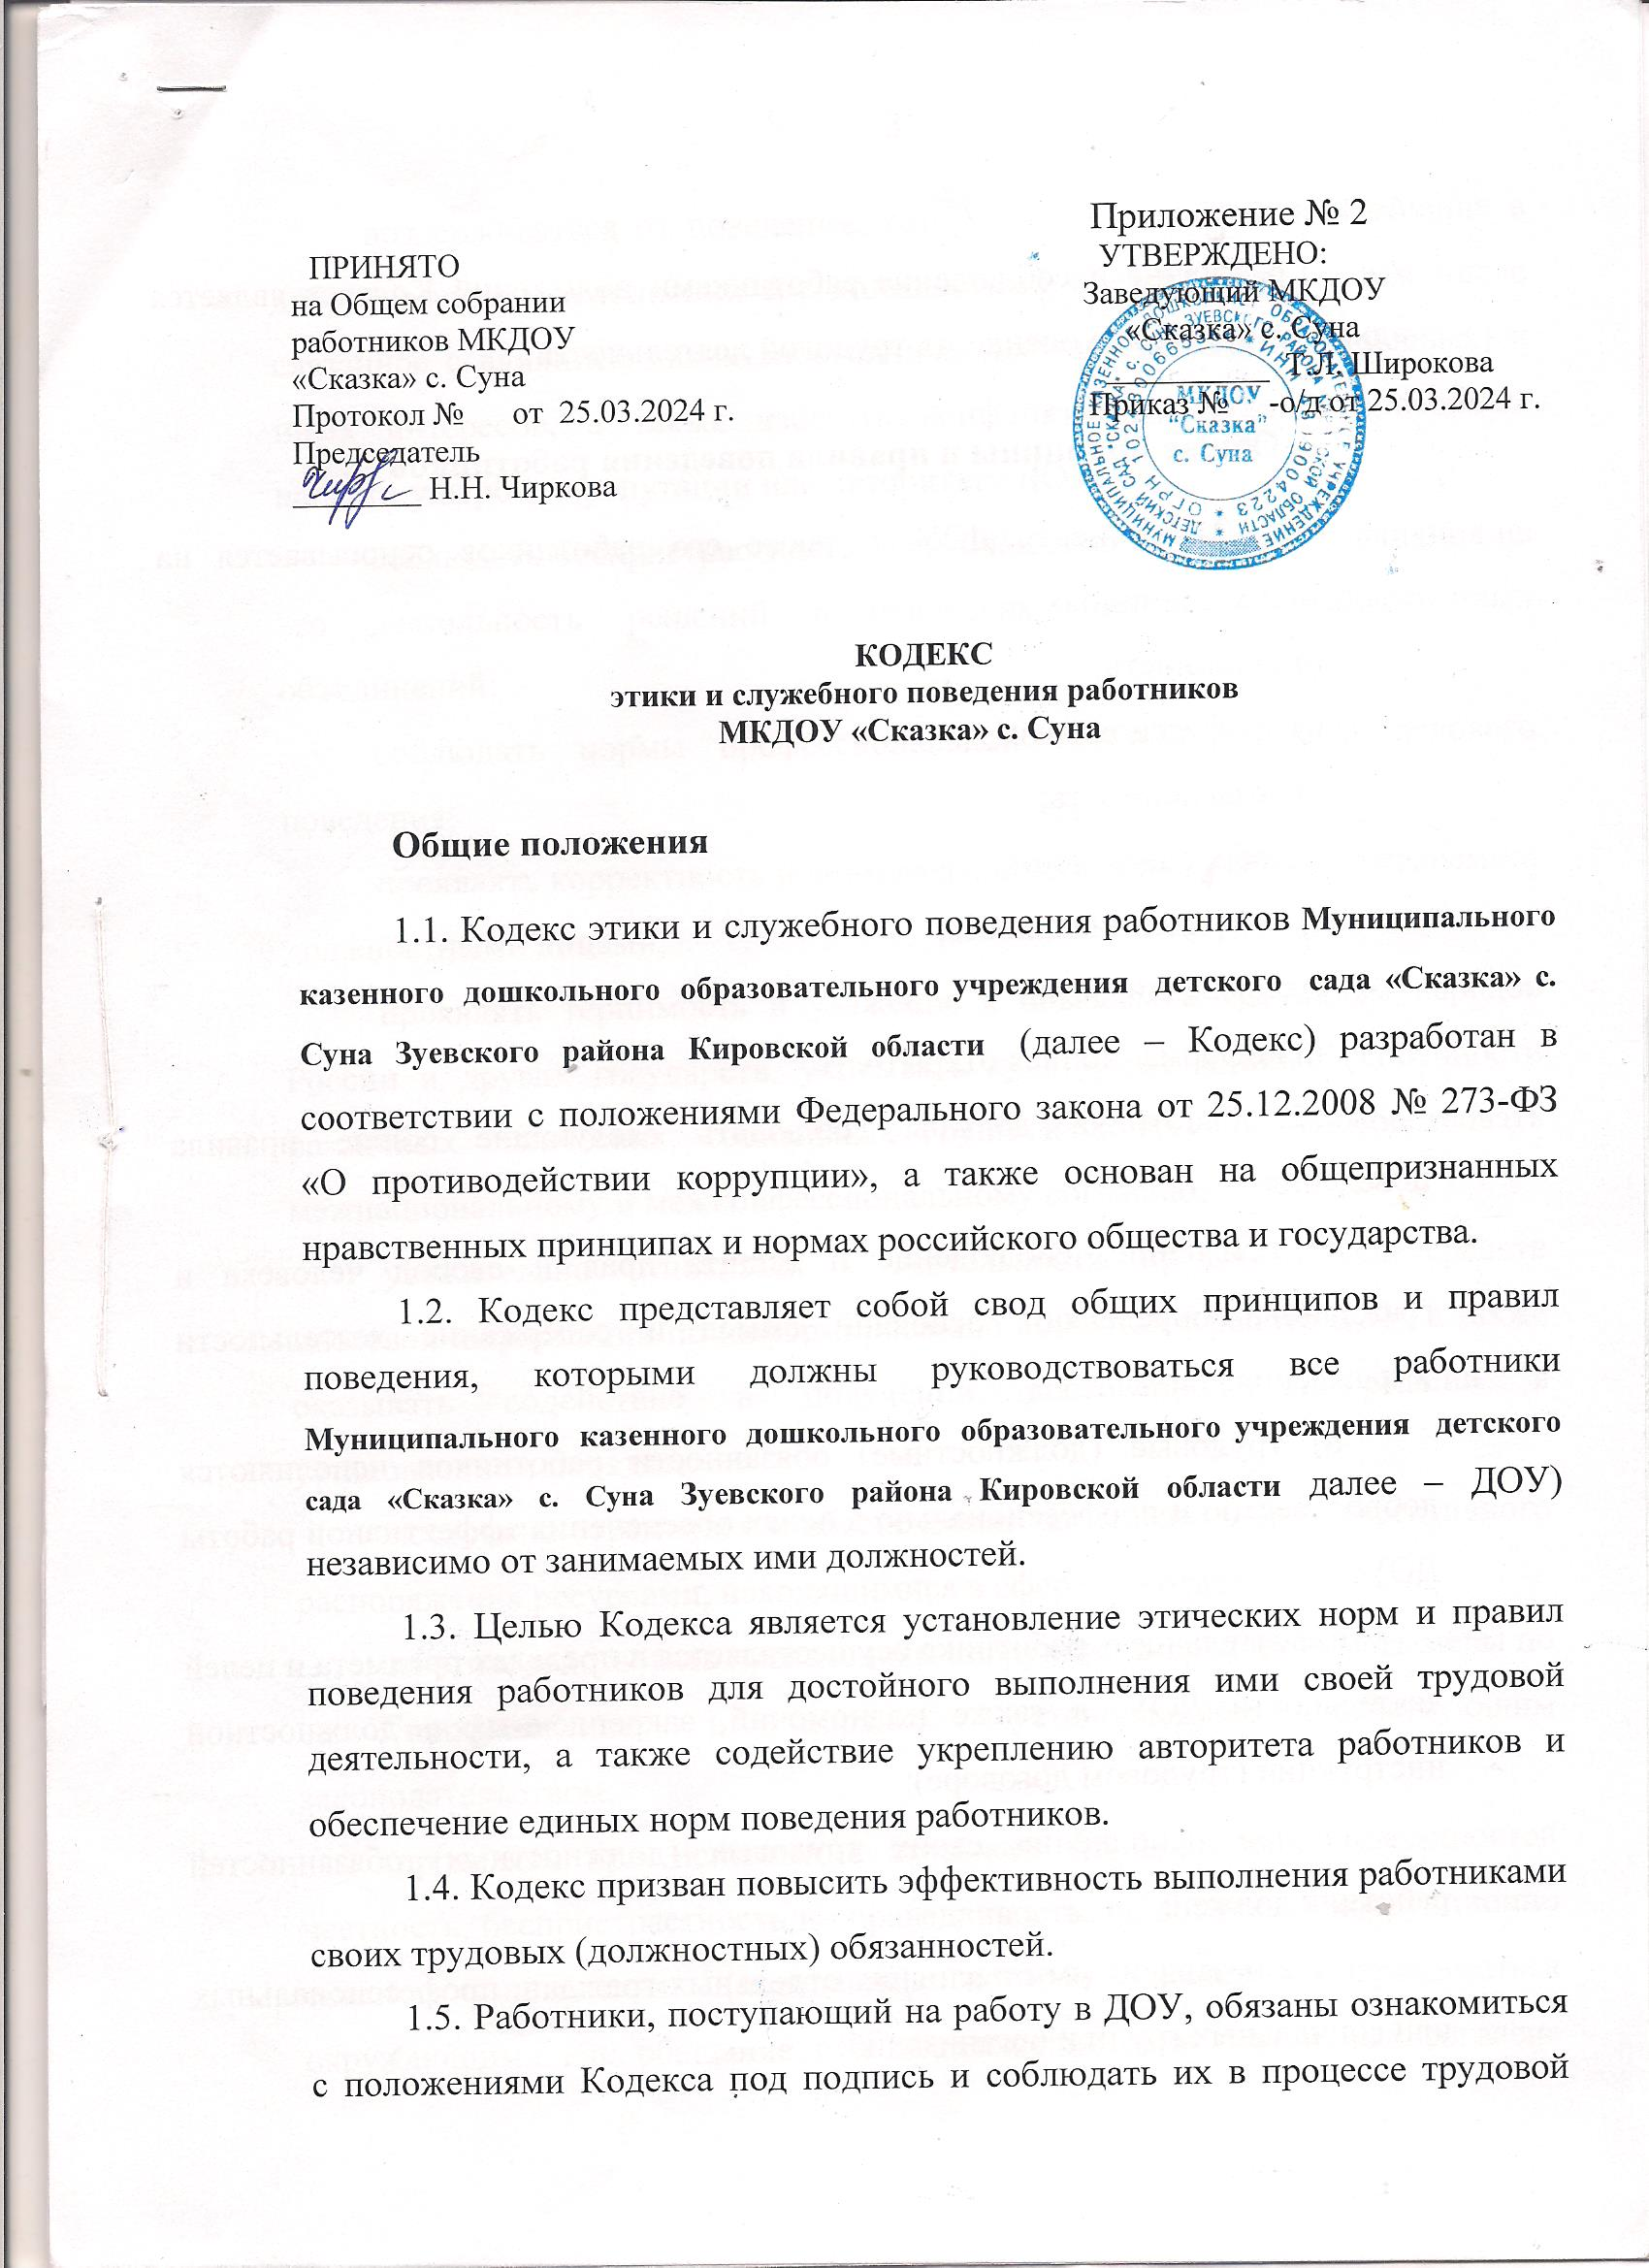 Приложение № 2
УТВЕРЖДЕНО:
Заведующий МКДОУ
«Сказка» с. Суна
Т.Л. Широкова
Приказ № -о/д от 25.03.2024 г.
ПРИНЯТО
на Общем собрании
работников МКДОУ
«Сказка» с. Суна
Протокол № от 25.03.2024 г.
Председатель
Н.Н. Чиркова
МКДОУ
"Сказка"
с. Суна
КОДЕКС
этики и служебного поведения работников
МКДОУ «Сказка» с. Суна
Общие положения
1.1. Кодекс этики и служебного поведения работников Муниципального
казенного дошкольного образовательного учреждения детского сада «Сказка» с.
Суна Зуевского района Кировской области (далее – Кодекс) разработан в
соответствии с положениями Федерального закона от 25.12.2008 № 273-ФЗ
«О противодействии коррупции», а также основан на общепризнанных
нравственных принципах и нормах российского общества и государства.
1.2. Кодекс представляет собой свод общих принципов и правил
поведения, которыми должны руководствоваться все работники
Муниципального казенного дошкольного образовательного учреждения детского
сада «Сказка» с. Суна Зуевского района Кировской области далее – ДОУ)
независимо от занимаемых ими должностей.
1.3. Целью Кодекса является установление этических норм и правил
поведения работников для достойного выполнения ими своей трудовой
деятельности, а также содействие укреплению авторитета работников и
обеспечение единых норм поведения работников.
1.4. Кодекс призван повысить эффективность выполнения работниками
своих трудовых (должностных) обязанностей.
1.5. Работники, поступающий на работу в ДОУ, обязаны ознакомиться
с положениями Кодекса под подпись и соблюдать их в процессе трудовой